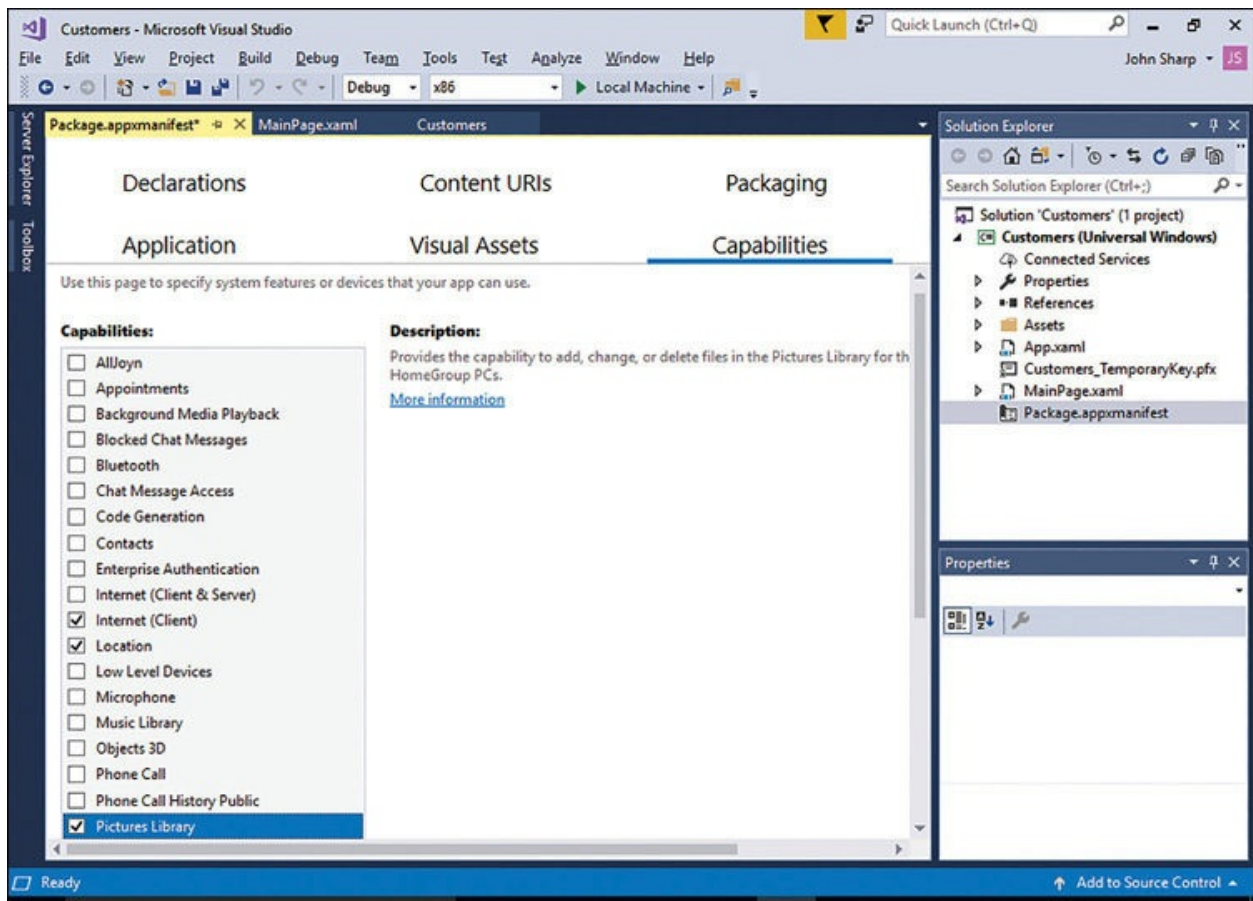 Customers - Microsoft Visual Studio
Quick Launch (Ctrl+Q)
File Edit View Project Build Debug Team Tools Test Analyze Window Help
John Sharp JS
Debug x86 Local Machine
Server Explorer
Toolbox
Package.appxmanifest* MainPage.xaml Customers
Declarations Content URIs Packaging
Application Visual Assets Capabilities
Use this page to specify system features or devices that your app can use.
Capabilities:
AllJoyn
Appointments
Background Media Playback
Blocked Chat Messages
Bluetooth
Chat Message Access
Code Generation
Contacts
Enterprise Authentication
Internet (Client & Server)
Internet (Client)
Location
Low Level Devices
Microphone
Music Library
Objects 3D
Phone Call
Phone Call History Public
Pictures Library
Description:
Provides the capability to add, change, or delete files in the Pictures Library for th
HomeGroup PCs.
More information
Solution Explorer
Search Solution Explorer (Ctrl+;)
Solution 'Customers' (1 project)
C# Customers (Universal Windows)
Connected Services
Properties
References
Assets
App.xaml
Customers_TemporaryKey.pfx
MainPage.xaml
Package.appxmanifest
Properties
Ready
Add to Source Control